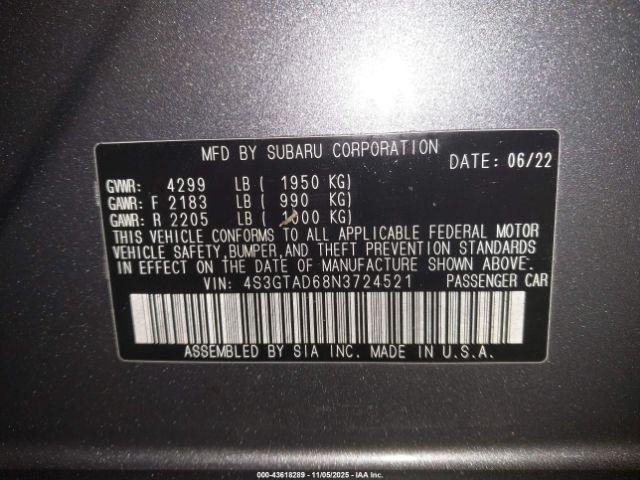 MFD BY SUBARU CORPORATION DATE: 06/22
GVWR: 4299 LB ( 1950 KG)
GAWR: F 2183 LB ( 990 KG)
GAWR: R 2205 LB ( 1000 KG)
THIS VEHICLE CONFORMS TO ALL APPLICABLE FEDERAL MOTOR
VEHICLE SAFETY, BUMPER, AND THEFT PREVENTION STANDARDS
IN EFFECT ON THE DATE OF MANUFACTURE SHOWN ABOVE.
VIN: 4S3GTAD68N3724521 PASSENGER CAR
ASSEMBLED BY SIA INC. MADE IN U.S.A.
000-43618289 - 11/05/2025 - IAA Inc.